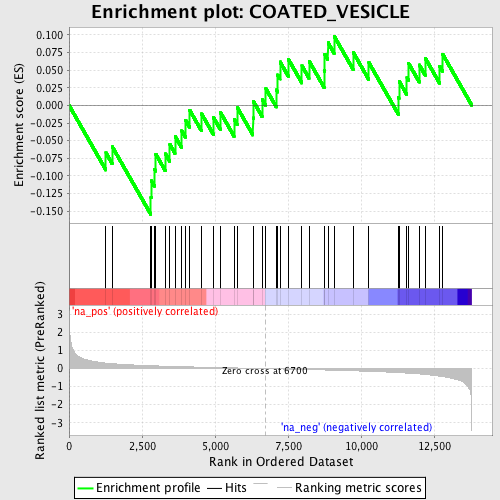 Enrichment plot: COATED_VESICLE
Enrichment score (ES)
0.100
0.075
0.050
0.025
0.000
-0.025
-0.050
-0.075
-0.100
-0.125
-0.150
'na_pos' (positively correlated)
Ranked list metric (PreRanked)
3
2
1
0
-1
-2
-3
Zero cross at 6700
'na_neg' (negatively correlated)
0
2,500
5,000
7,500
10,000
12,500
Rank in Ordered Dataset
Enrichment profile
Hits
Ranking metric scores